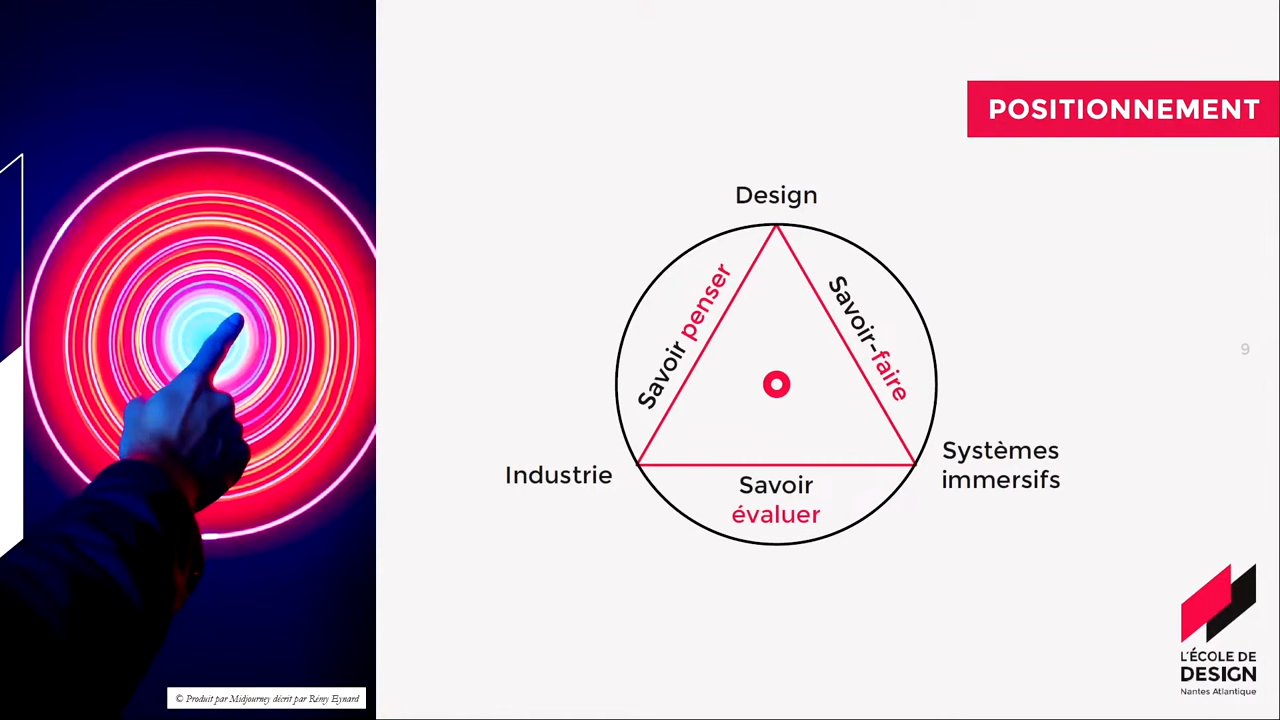 POSITIONNEMENT
Design
Savoir penser
Savoir-faire
9
Industrie
Systèmes
immersifs
Savoir
évaluer
L'ÉCOLE DE
DESIGN
Nantes Atlantique
© Produit par Midjourney décrit par Rémy Eynard